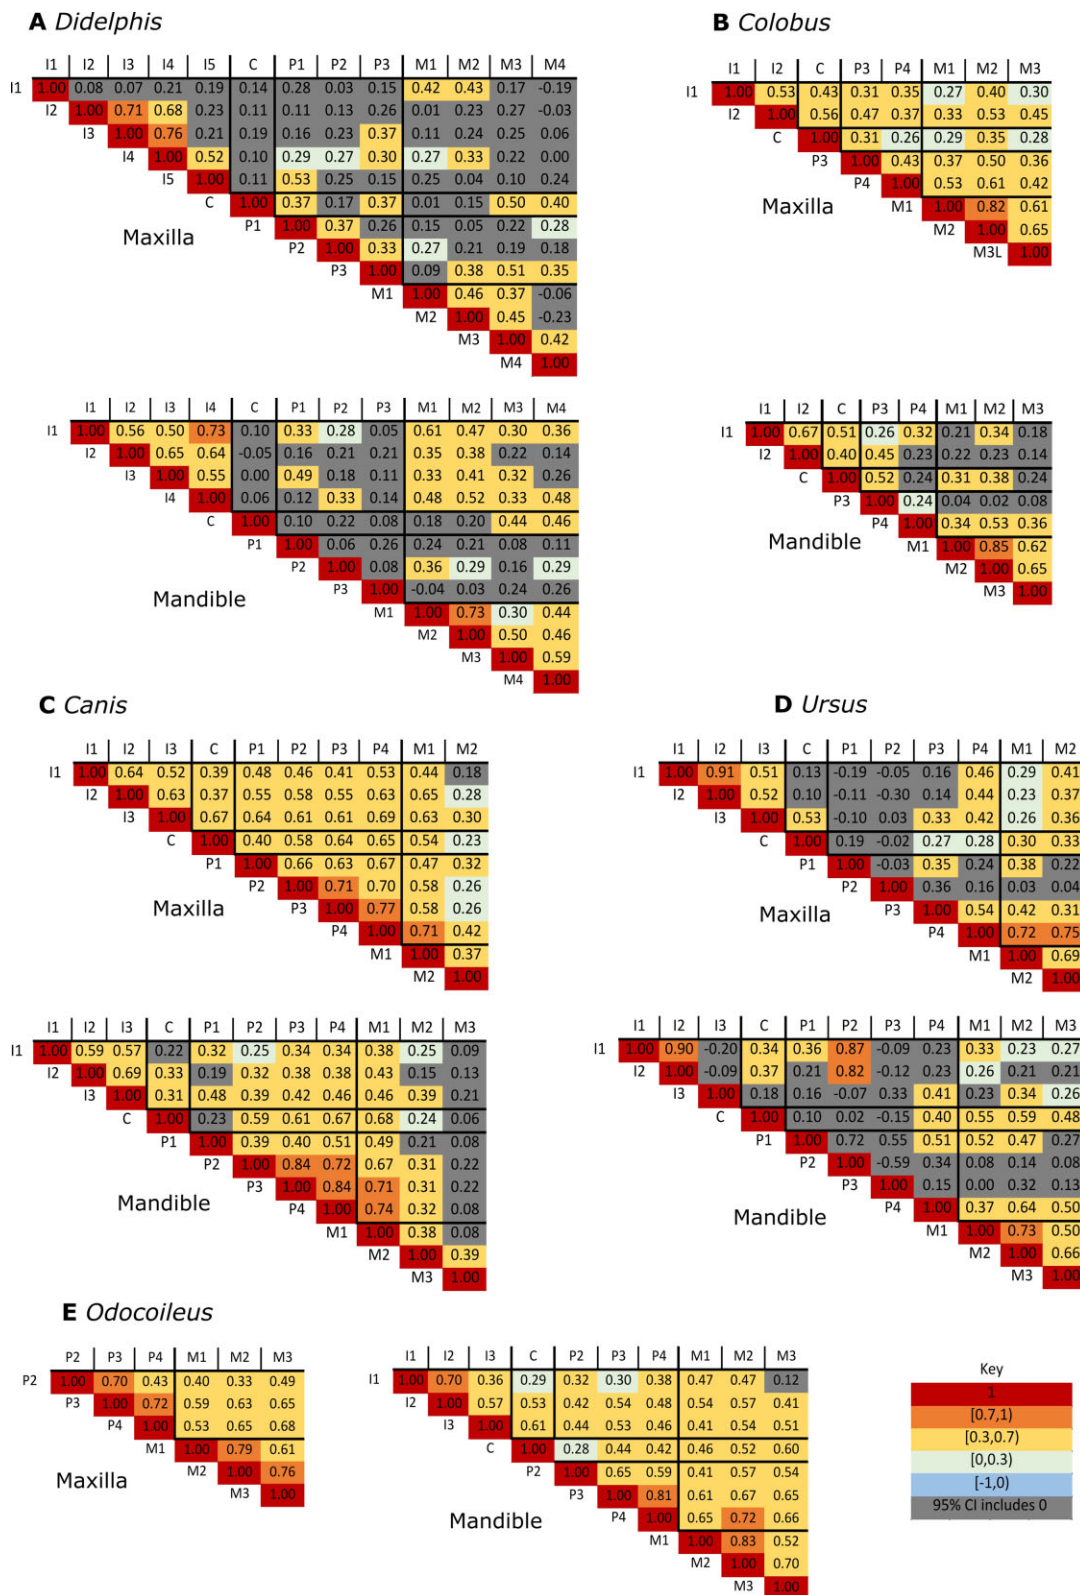 A Didelphis
I1 I2 I3 I4 I5 C P1 P2 P3 M1 M2 M3 M4
I1 1.00 0.08 0.07 0.21 0.19 0.14 0.28 0.03 0.15 0.42 0.43 0.17 -0.19
I2 1.00 0.71 0.68 0.11 0.11 0.13 0.26 0.01 0.23 0.27 -0.03
I3 1.00 0.76 0.21 0.19 0.16 0.23 0.37 0.11 0.24 0.25 0.06
I4 1.00 0.52 0.10 0.29 0.27 0.30 0.27 0.33 0.22 0.00
I5 1.00 0.11 0.53 0.25 0.15 0.25 0.04 0.10 0.24
C 1.00 0.37 0.17 0.37 0.01 0.15 0.50 0.40
P1 1.00 0.37 0.26 0.15 0.05 0.22 0.28
P2 1.00 0.33 0.27 0.21 0.19 0.18
P3 1.00 0.09 0.38 0.51 0.35
M1 1.00 0.46 0.37 -0.06
M2 1.00 0.45 -0.23
M3 1.00 0.42
M4 1.00
Maxilla
I1 I2 I3 I4 C P1 P2 P3 M1 M2 M3 M4
I1 1.00 0.56 0.50 0.73 0.10 0.33 0.28 0.05 0.61 0.47 0.30 0.36
I2 1.00 0.65 0.64 -0.05 0.16 0.21 0.21 0.35 0.38 0.22 0.14
I3 1.00 0.55 0.00 0.49 0.18 0.11 0.33 0.41 0.32 0.26
I4 1.00 0.06 0.12 0.33 0.14 0.48 0.52 0.33 0.48
C 1.00 0.10 0.22 0.08 0.18 0.20 0.44 0.46
P1 1.00 0.06 0.26 0.24 0.21 0.08 0.11
P2 1.00 0.08 0.36 0.29 0.16 0.29
P3 1.00 -0.04 0.03 0.24 0.26
M1 1.00 0.73 0.30 0.44
M2 1.00 0.50 0.46
M3 1.00 0.59
M4 1.00
Mandible
B Colobus
I1 I2 C P3 P4 M1 M2 M3
I1 1.00 0.53 0.43 0.31 0.35 0.27 0.40 0.30
I2 1.00 0.56 0.47 0.37 0.33 0.53 0.45
C 1.00 0.31 0.26 0.29 0.35 0.28
P3 1.00 0.43 0.37 0.50 0.36
P4 1.00 0.53 0.61 0.42
M1 1.00 0.82 0.61
M2 1.00 0.65
M3L 1.00
Maxilla
I1 I2 C P3 P4 M1 M2 M3
I1 1.00 0.67 0.51 0.26 0.32 0.21 0.34 0.18
I2 1.00 0.40 0.45 0.23 0.22 0.23 0.14
C 1.00 0.52 0.24 0.31 0.38 0.24
P3 1.00 0.24 0.04 0.02 0.08
P4 1.00 0.34 0.53 0.36
M1 1.00 0.85 0.62
M2 1.00 0.65
M3 1.00
Mandible
C Canis
I1 I2 I3 C P1 P2 P3 P4 M1 M2
I1 1.00 0.64 0.52 0.39 0.48 0.46 0.41 0.53 0.44 0.18
I2 1.00 0.63 0.37 0.55 0.58 0.55 0.63 0.65 0.28
I3 1.00 0.67 0.64 0.61 0.61 0.69 0.63 0.30
C 1.00 0.40 0.58 0.64 0.65 0.54 0.23
P1 1.00 0.66 0.63 0.67 0.47 0.32
P2 1.00 0.71 0.70 0.58 0.26
P3 1.00 0.77 0.58 0.26
P4 1.00 0.71 0.42
M1 1.00 0.37
M2 1.00
Maxilla
I1 I2 I3 C P1 P2 P3 P4 M1 M2 M3
I1 1.00 0.59 0.57 0.22 0.32 0.25 0.34 0.34 0.38 0.25 0.09
I2 1.00 0.69 0.33 0.19 0.32 0.38 0.38 0.43 0.15 0.13
I3 1.00 0.31 0.48 0.39 0.42 0.46 0.46 0.39 0.21
C 1.00 0.23 0.59 0.61 0.67 0.68 0.24 0.06
P1 1.00 0.39 0.40 0.51 0.49 0.21 0.08
P2 1.00 0.84 0.72 0.67 0.31 0.22
P3 1.00 0.84 0.71 0.31 0.22
P4 1.00 0.74 0.32 0.08
M1 1.00 0.38 0.08
M2 1.00 0.39
M3 1.00
Mandible
D Ursus
I1 I2 I3 C P1 P2 P3 P4 M1 M2
I1 1.00 0.91 0.51 0.13 -0.19 -0.05 0.16 0.46 0.29 0.41
I2 1.00 0.52 0.10 -0.11 -0.30 0.14 0.44 0.23 0.37
I3 1.00 0.53 -0.10 0.03 0.33 0.42 0.26 0.36
C 1.00 0.19 -0.02 0.27 0.28 0.30 0.33
P1 1.00 -0.03 0.35 0.24 0.38 0.22
P2 1.00 0.36 0.16 0.03 0.04
P3 1.00 0.54 0.42 0.31
P4 1.00 0.72 0.75
M1 1.00 0.69
M2 1.00
Maxilla
I1 I2 I3 C P1 P2 P3 P4 M1 M2 M3
I1 1.00 0.90 -0.20 0.34 0.36 0.87 -0.09 0.23 0.33 0.23 0.27
I2 1.00 -0.09 0.37 0.21 0.82 -0.12 0.23 0.26 0.21 0.21
I3 1.00 0.18 0.16 -0.07 0.33 0.41 0.23 0.34 0.26
C 1.00 0.10 0.02 -0.15 0.40 0.55 0.59 0.48
P1 1.00 0.72 0.55 0.51 0.52 0.47 0.27
P2 1.00 -0.59 0.34 0.08 0.14 0.08
P3 1.00 0.15 0.00 0.32 0.13
P4 1.00 0.37 0.64 0.50
M1 1.00 0.73 0.50
M2 1.00 0.66
M3 1.00
Mandible
E Odocoileus
P2 P3 P4 M1 M2 M3
P2 1.00 0.70 0.43 0.40 0.33 0.49
P3 1.00 0.72 0.59 0.63 0.65
P4 1.00 0.53 0.65 0.68
M1 1.00 0.79 0.61
M2 1.00 0.76
M3 1.00
Maxilla
I1 I2 I3 C P2 P3 P4 M1 M2 M3
I1 1.00 0.70 0.36 0.29 0.32 0.30 0.38 0.47 0.47 0.12
I2 1.00 0.57 0.53 0.42 0.54 0.48 0.54 0.57 0.41
I3 1.00 0.61 0.44 0.53 0.46 0.41 0.54 0.51
C 1.00 0.28 0.44 0.42 0.46 0.52 0.60
P2 1.00 0.65 0.59 0.41 0.57 0.54
P3 1.00 0.81 0.61 0.67 0.65
P4 1.00 0.65 0.72 0.66
M1 1.00 0.83 0.52
M2 1.00 0.70
M3 1.00
Mandible
Key
1
[0.7,1)
[0.3,0.7)
[0,0.3)
[-1,0)
95% CI includes 0